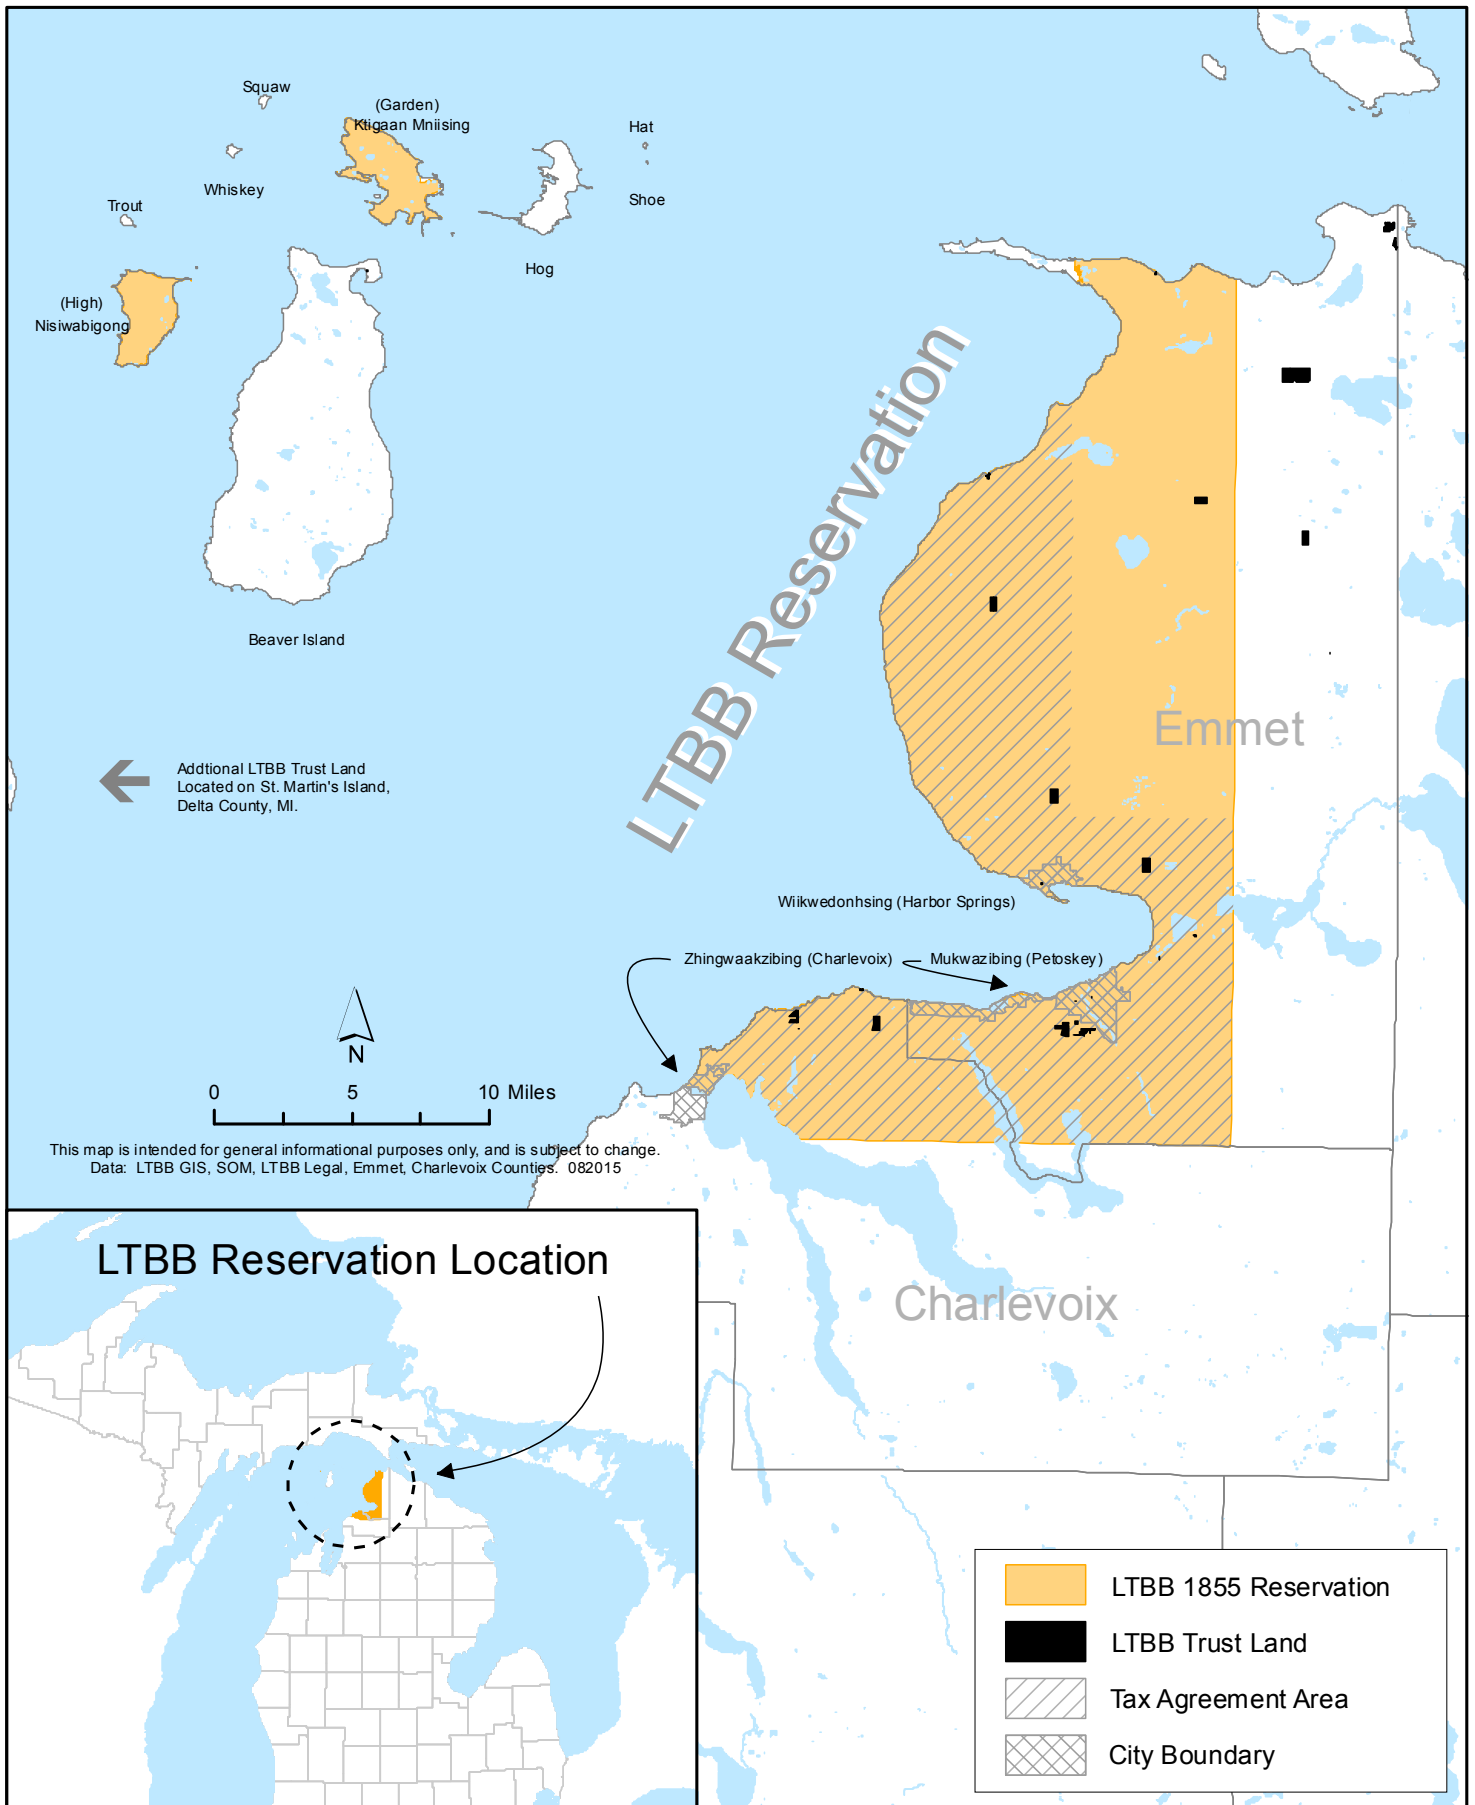 Squaw
(Garden)
Ktigaan Mniising
Hat
Whiskey
Shoe
Trout
Hog
(High)
Nisiwabigong
LTBB Reservation
Beaver Island
Emmet
Addtional LTBB Trust Land
Located on St. Martin's Island,
Delta County, MI.
Wiikwedonhsing (Harbor Springs)
Zhingwaakzibing (Charlevoix)
Mukwazibing (Petoskey)
N
0 5 10 Miles
This map is intended for general informational purposes only, and is subject to change.
Data: LTBB GIS, SOM, LTBB Legal, Emmet, Charlevoix Counties. 082015
LTBB Reservation Location
Charlevoix
LTBB 1855 Reservation
LTBB Trust Land
Tax Agreement Area
City Boundary